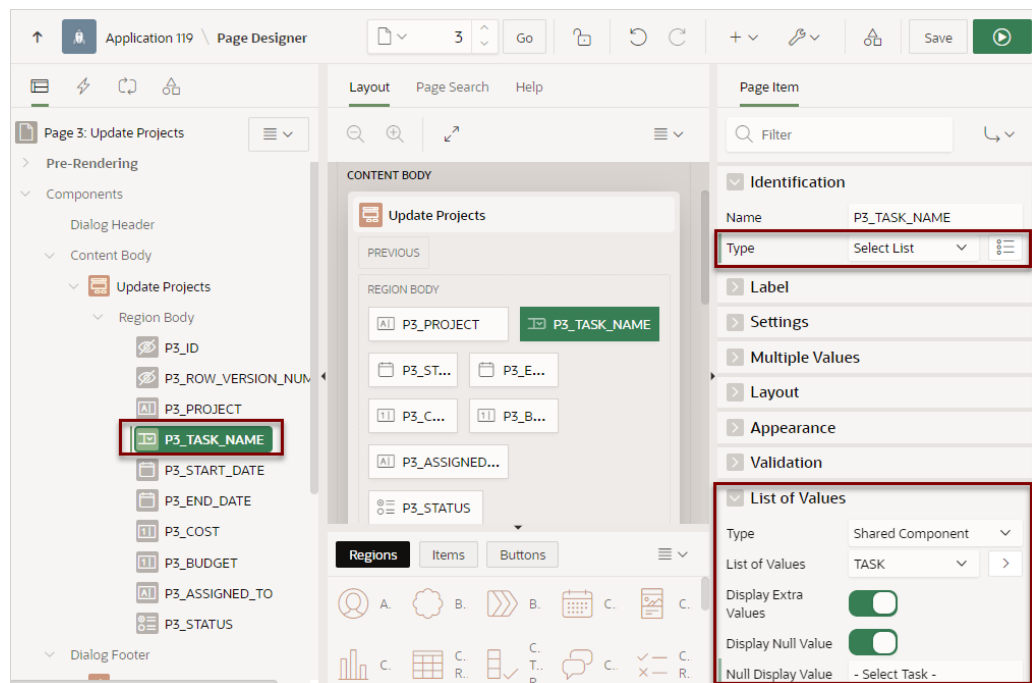 Application 119 \ Page Designer
3
Go
Save
Page 3: Update Projects
Pre-Rendering
Components
Dialog Header
Content Body
Update Projects
Region Body
P3_ID
P3_ROW_VERSION_NUM
P3_PROJECT
P3_TASK_NAME
P3_START_DATE
P3_END_DATE
P3_COST
P3_BUDGET
P3_ASSIGNED_TO
P3_STATUS
Dialog Footer
Layout Page Search Help
CONTENT BODY
Update Projects
PREVIOUS
REGION BODY
P3_PROJECT P3_TASK_NAME
P3_ST... P3_E...
P3_C... P3_B...
P3_ASSIGNED...
P3_STATUS
Regions Items Buttons
A. B. B. C. C.
C. C. R.. C. T.. R C.. C. R.
Page Item
Filter
Identification
Name P3_TASK_NAME
Type Select List
Label
Settings
Multiple Values
Layout
Appearance
Validation
List of Values
Type Shared Component
List of Values TASK
Display Extra
Values
Display Null Value
Null Display Value - Select Task -